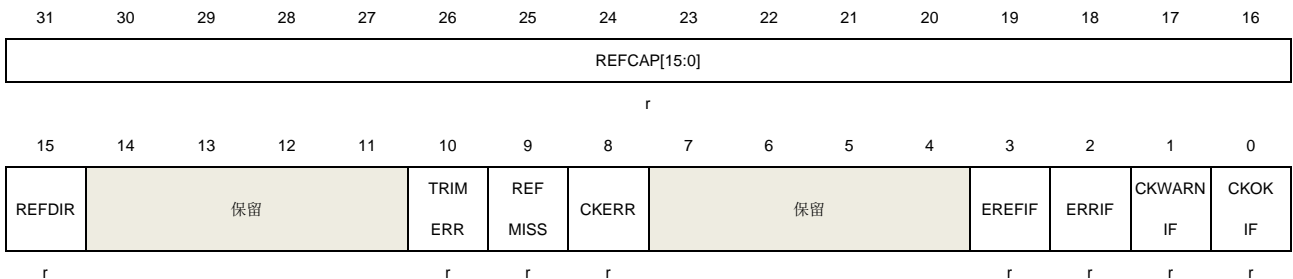 31 30 29 28 27 26 25 24 23 22 21 20 19 18 17 16
REFCAP[15:0]
r
15 14 13 12 11 10 9 8 7 6 5 4 3 2 1 0
REFDIR 保留 TRIM ERR REF MISS CKERR 保留 EREFIF ERRIF CKWARN IF CKOK IF
r r r r r r r r